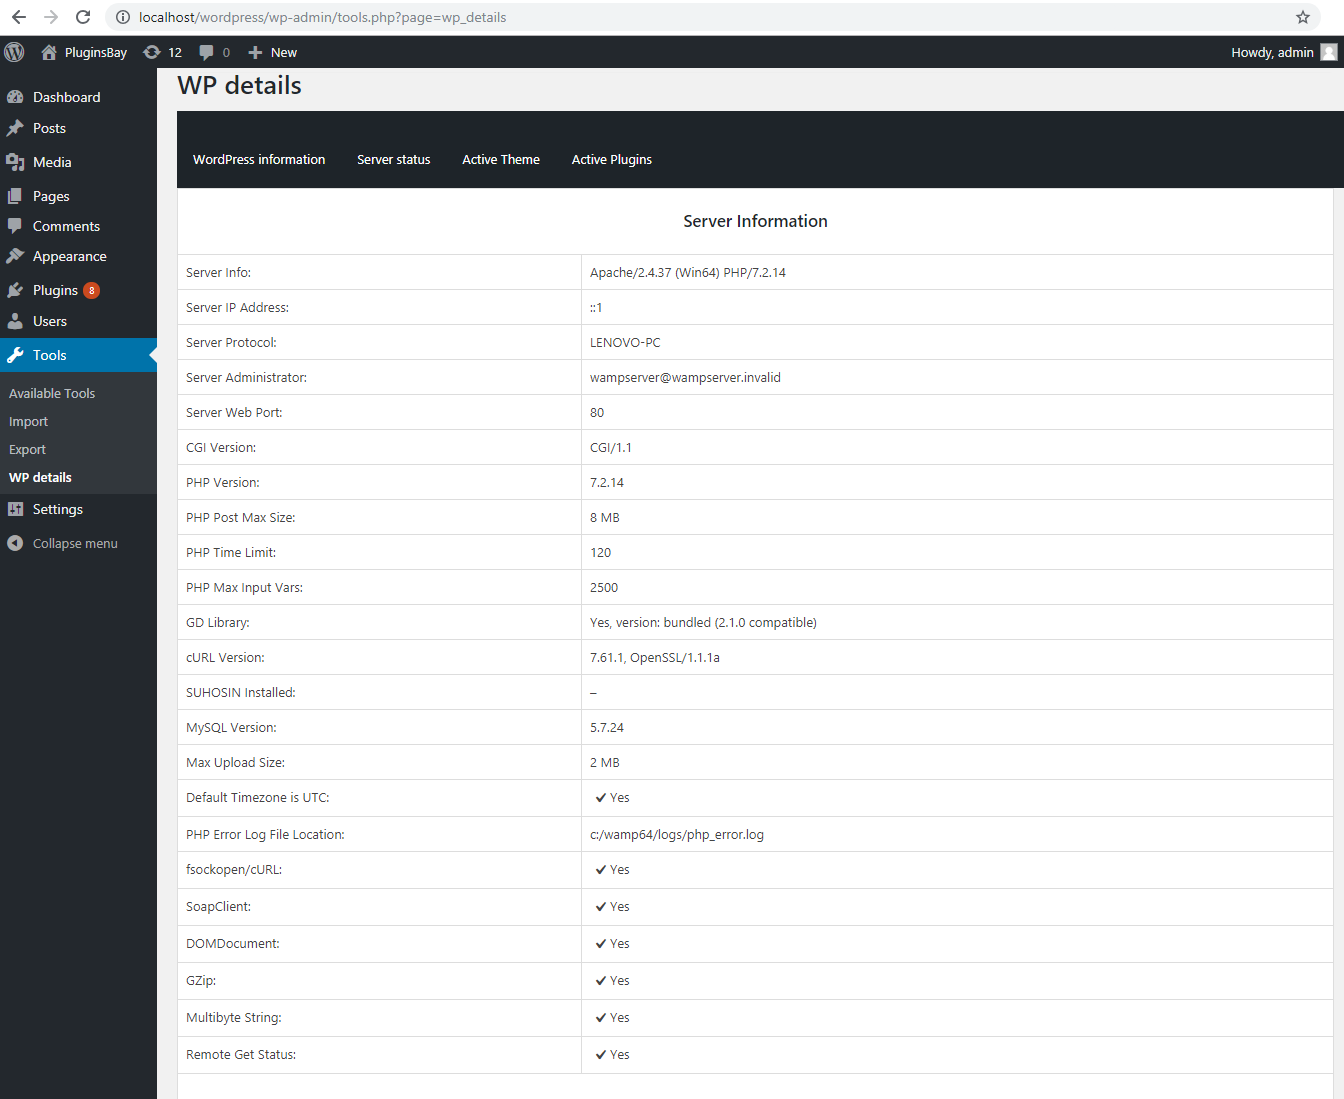 localhost/wordpress/wp-admin/tools.php?page=wp_details
PluginsBay 12 0 New Howdy, admin
Dashboard
Posts
Media
Pages
Comments
Appearance
Plugins 8
Users
Tools
Available Tools
Import
Export
WP details
Settings
Collapse menu
WP details
WordPress information Server status Active Theme Active Plugins
Server Information
Server Info: Apache/2.4.37 (Win64) PHP/7.2.14
Server IP Address: ::1
Server Protocol: LENOVO-PC
Server Administrator: wampserver@wampserver.invalid
Server Web Port: 80
CGI Version: CGI/1.1
PHP Version: 7.2.14
PHP Post Max Size: 8 MB
PHP Time Limit: 120
PHP Max Input Vars: 2500
GD Library: Yes, version: bundled (2.1.0 compatible)
cURL Version: 7.61.1, OpenSSL/1.1.1a
SUHOSIN Installed: –
MySQL Version: 5.7.24
Max Upload Size: 2 MB
Default Timezone is UTC: ✔ Yes
PHP Error Log File Location: c:/wamp64/logs/php_error.log
fsockopen/cURL: ✔ Yes
SoapClient: ✔ Yes
DOMDocument: ✔ Yes
GZip: ✔ Yes
Multibyte String: ✔ Yes
Remote Get Status: ✔ Yes